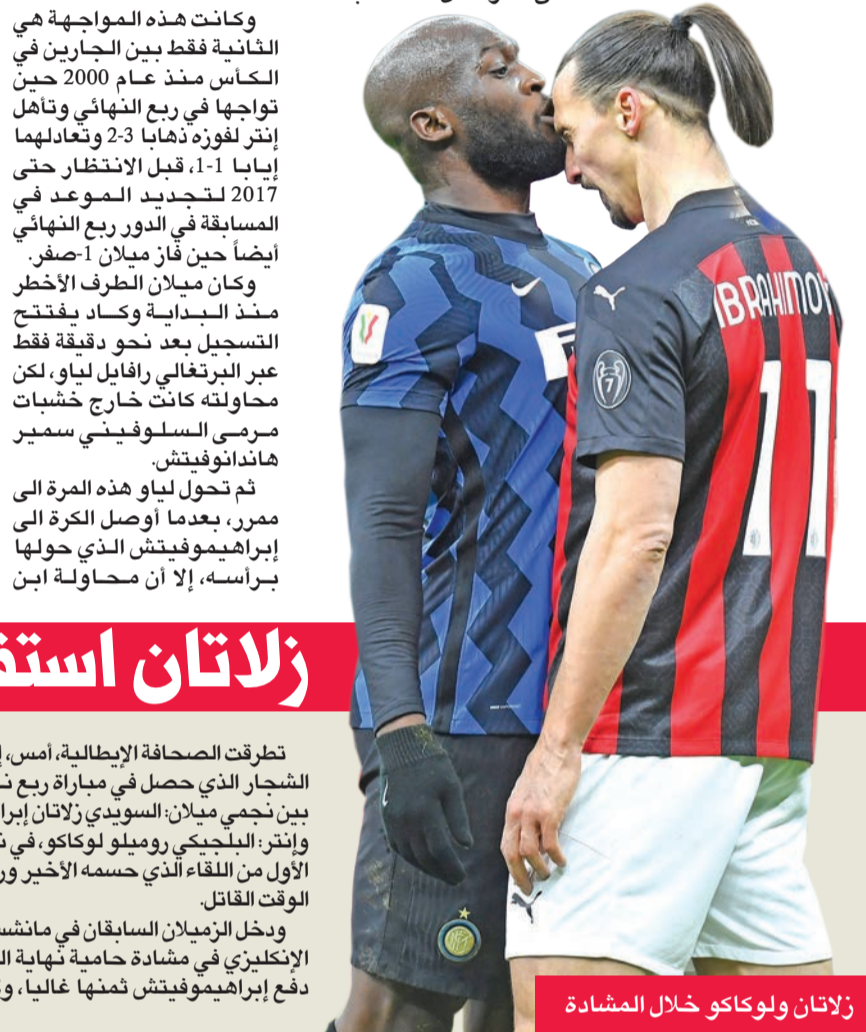 وكانت هذه المواجهة هي
الثانية فقط بين الجارين في
الكأس منذ عام 2000 حين
تواجها في ربع النهائي وتأهل
إنتر لفوزه ذهابا 3-2 وتعادلهما
إيابا 1-1، قبل الانتظار حتى
2017 لتجديد الموعد في
المسابقة في الدور ربع النهائي
أيضاً حين فاز ميلان 1-صفر.
وكان ميلان الطرف الأخطر
منذ البداية وكاد يفتتح
التسجيل بعد نحو دقيقة فقط
عبر البرتغالي رافايل لياو، لكن
محاولته كانت خارج خشبات
مرمى السلوفيني سمير
هاندانوفيتش.
ثم تحول لياو هذه المرة الى
ممرر، بعدما أوصل الكرة الى
إبراهيموفيتش الذي حولها
برأسه، إلا أن محاولة ابن
IBRAHIMOV
11
7
زلاتان
تطرقت الصحافة الإيطالية، أمس،
الشجار الذي حصل في مباراة ربع
بين نجمي ميلان: السويدي زلاتان
وإنتر: البلجيكي روميلو لوكاكو، في
الأول من اللقاء الذي حسمه الأخير
الوقت القاتل.
ودخل الزميلان السابقان في
الإنكليزي في مشادة حامية نهاية
دفع إبراهيموفيتش ثمنها غاليا،
زلاتان ولوكاكو خلال المشادة